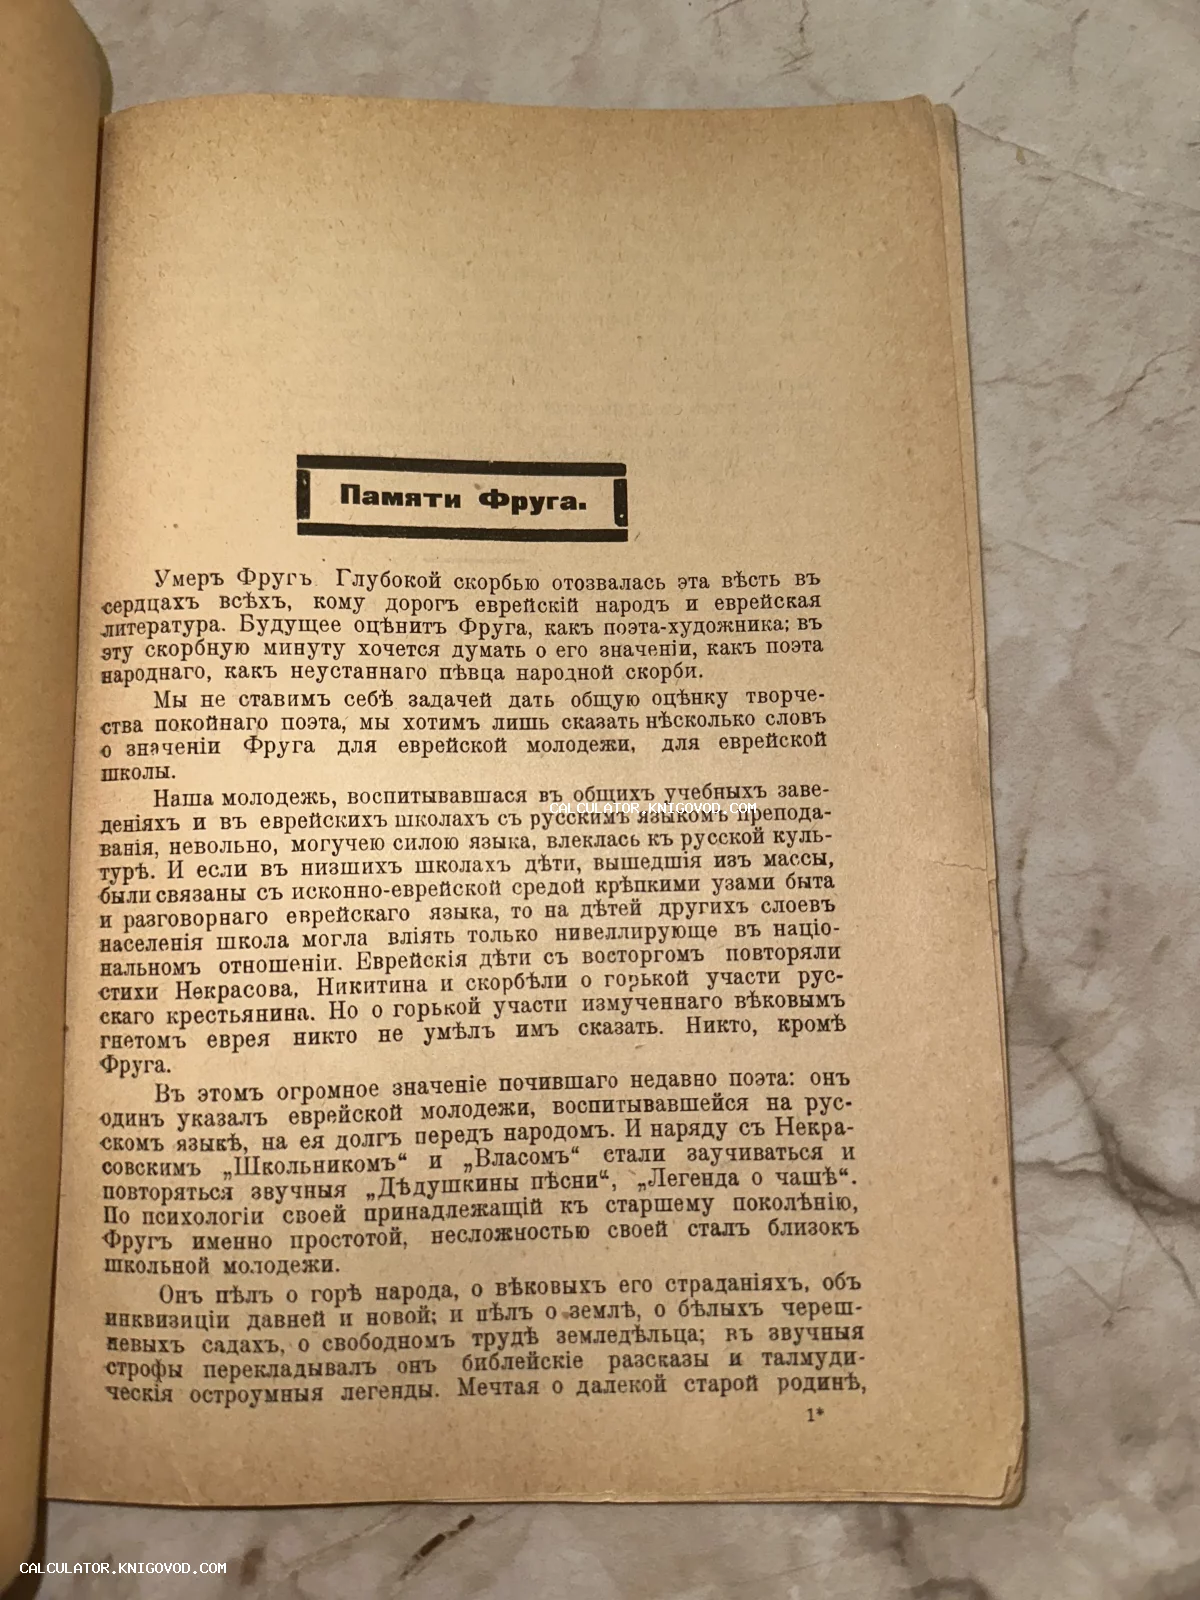 Памяти Фруга.
Умеръ Фругъ Глубокой скорбью отозвалась эта вѣсть въ
сердцахъ всѣхъ, кому дорогъ еврейскій народъ и еврейская
литература. Будущее оцѣнитъ Фруга, какъ поэта-художника; въ
эту скорбную минуту хочется думать о его значеніи, какъ поэта
народнаго, какъ неустаннаго пѣвца народной скорби.
Мы не ставимъ себѣ задачей дать общую оцѣнку творче-
ства покойнаго поэта, мы хотимъ лишь сказать нѣсколько словъ
о значеніи Фруга для еврейской молодежи, для еврейской
школы.
Наша молодежь, воспитывавшаяся въ общихъ учебныхъ заве-
CALCULATOR.KNIGOVOD.COM
деніяхъ и въ еврейскихъ школахъ съ русскимъ языкомъ препода-
ванія, невольно, могучею силою языка, влеклась къ русской куль-
турѣ. И если въ низшихъ школахъ дѣти, вышедшія изъ массы,
были связаны съ исконно-еврейской средой крѣпкими узами быта
и разговорнаго еврейскаго языка, то на дѣтей другихъ слоевъ
населенія школа могла вліять только нивеллирующе въ націо-
нальномъ отношеніи. Еврейскія дѣти съ восторгомъ повторяли
стихи Некрасова, Никитина и скорбѣли о горькой участи рус-
скаго крестьянина. Но о горькой участи измученнаго вѣковымъ
гнетомъ еврея никто не умѣлъ имъ сказать. Никто, кромѣ
Фруга.
Въ этомъ огромное значеніе почившаго недавно поэта: онъ
одинъ указалъ еврейской молодежи, воспитывавшейся на рус-
скомъ языкѣ, на ея долгъ передъ народомъ. И наряду съ Некра-
совскимъ „Школьникомъ“ и „Власомъ“ стали заучиваться и
повторяться звучныя „Дѣдушкины пѣсни“, „Легенда о чашѣ“.
По психологіи своей принадлежащій къ старшему поколѣнію,
Фругъ именно простотой, несложностью своей сталъ близокъ
школьной молодежи.
Онъ пѣлъ о горѣ народа, о вѣковыхъ его страданіяхъ, объ
инквизиціи давней и новой; и пѣлъ о землѣ, о бѣлыхъ череш-
невыхъ садахъ, о свободномъ трудѣ земледѣльца; въ звучныя
строфы перекладывалъ онъ библейскіе разсказы и талмуди-
ческія остроумныя легенды. Мечтая о далекой старой родинѣ,
1*
CALCULATOR.KNIGOVOD.COM